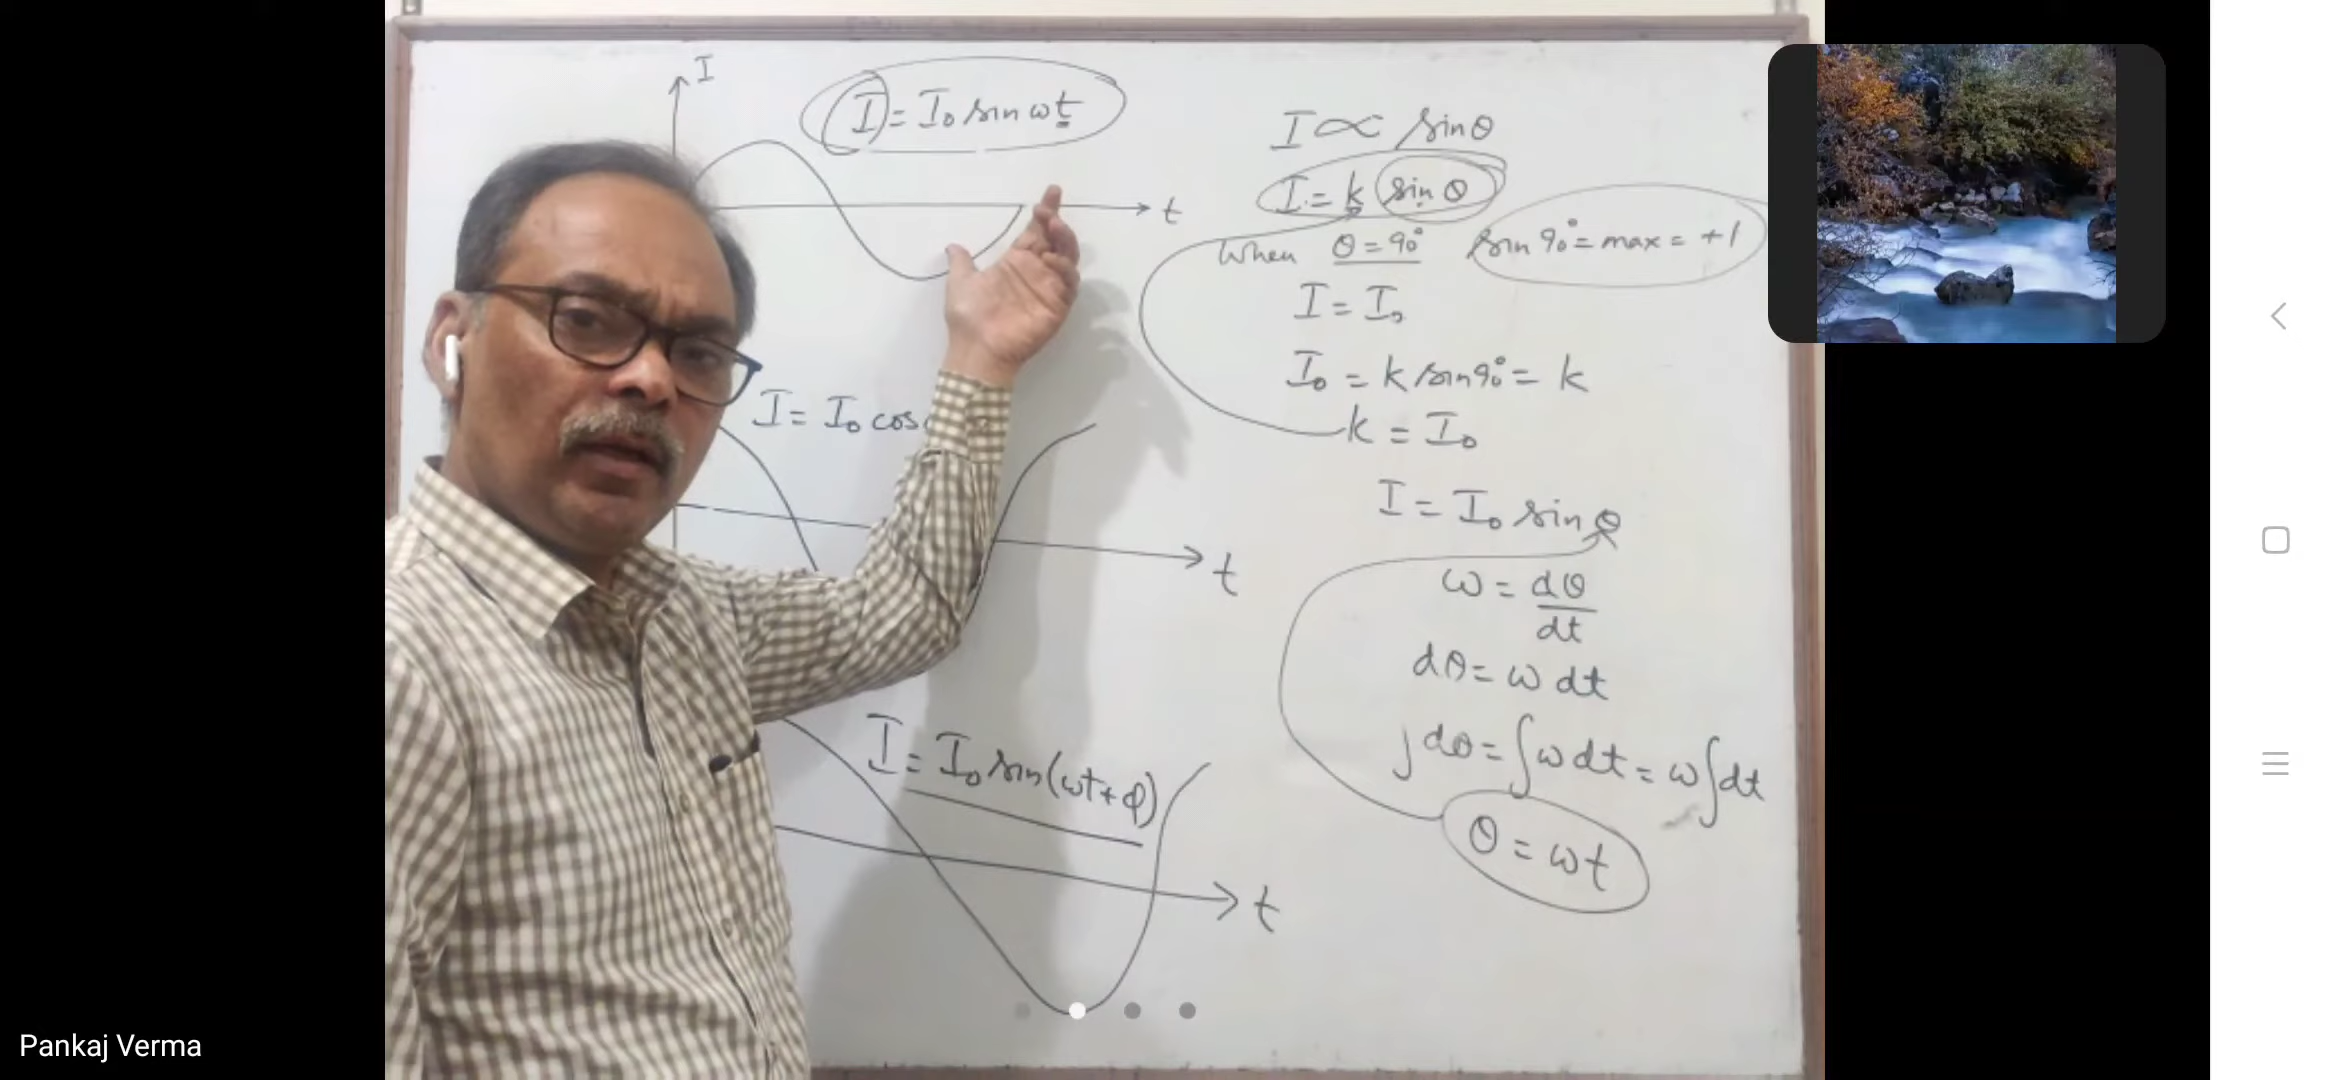 I
I = I₀ sin ωt
t
I = I₀ cos
t
I = I₀ sin(ωt + φ)
t
I ∝ sinθ
I = k sin θ
When θ = 90° sin 90° = max = +1
I = I₀
I₀ = k sin 90° = k
k = I₀
I = I₀ sin θ
ω = dθ/dt
dθ = ω dt
∫dθ = ∫ω dt = ω∫dt
θ = ωt
Pankaj Verma